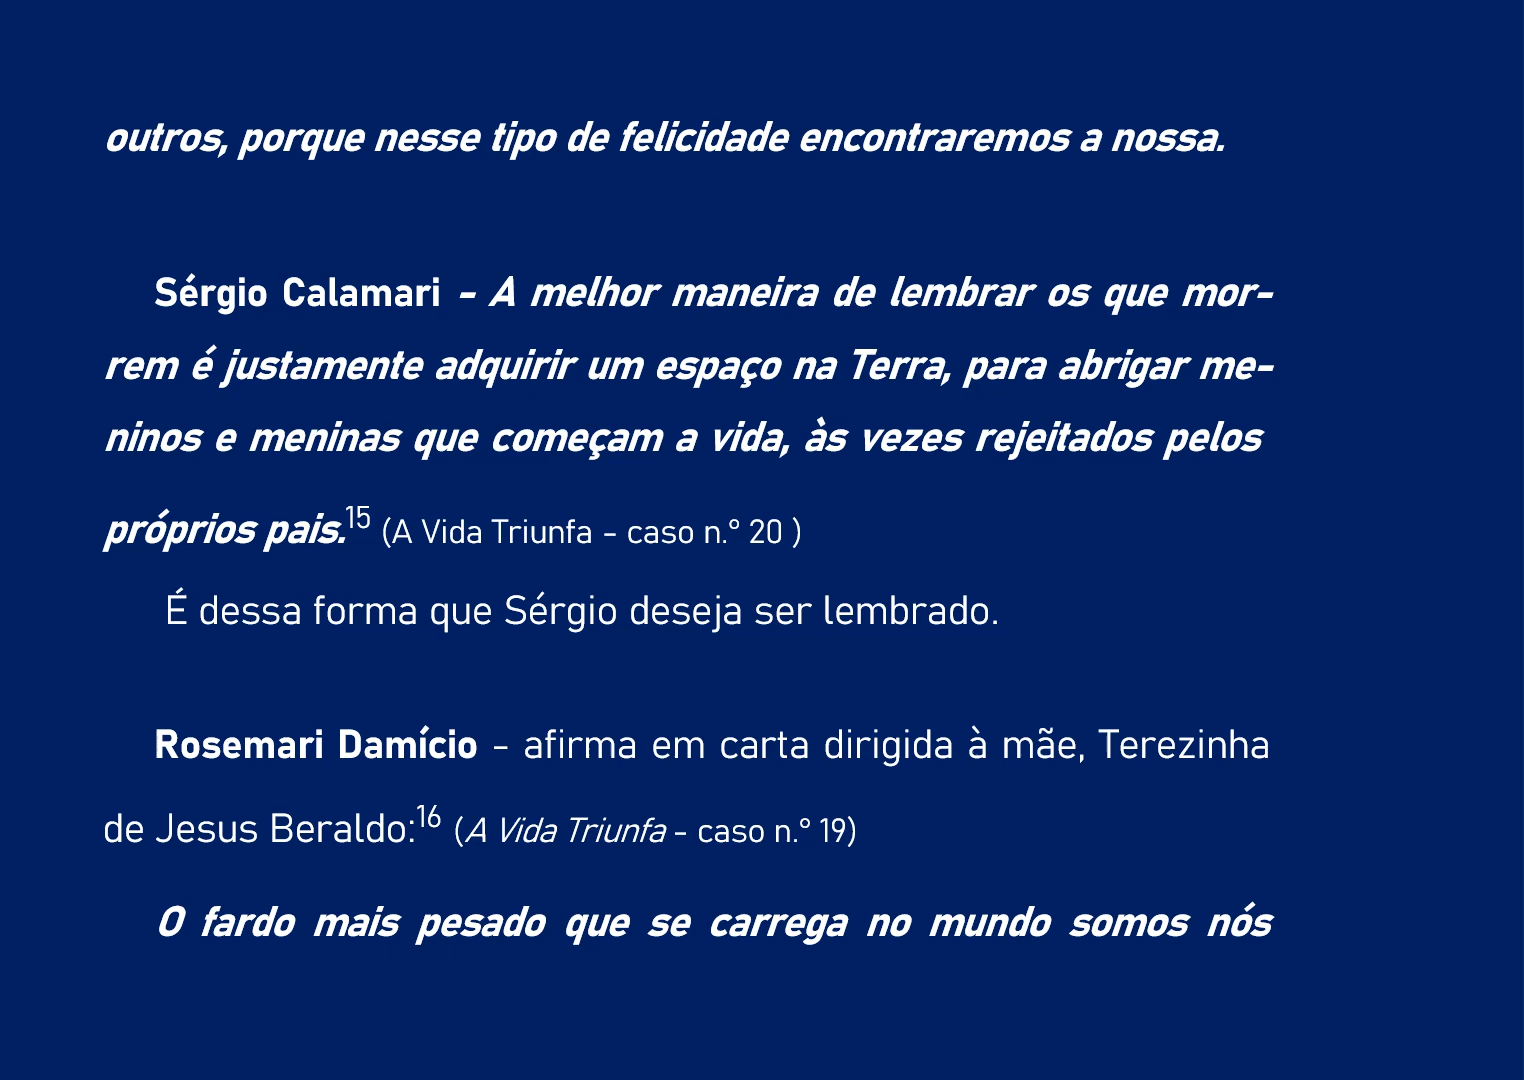 outros, porque nesse tipo de felicidade encontraremos a nossa.
Sérgio Calamari - A melhor maneira de lembrar os que mor-
rem é justamente adquirir um espaço na Terra, para abrigar me-
ninos e meninas que começam a vida, às vezes rejeitados pelos
próprios pais.15 (A Vida Triunfa - caso n.º 20 )
É dessa forma que Sérgio deseja ser lembrado.
Rosemari Damício - afirma em carta dirigida à mãe, Terezinha
de Jesus Beraldo:16 (A Vida Triunfa - caso n.º 19)
O fardo mais pesado que se carrega no mundo somos nós